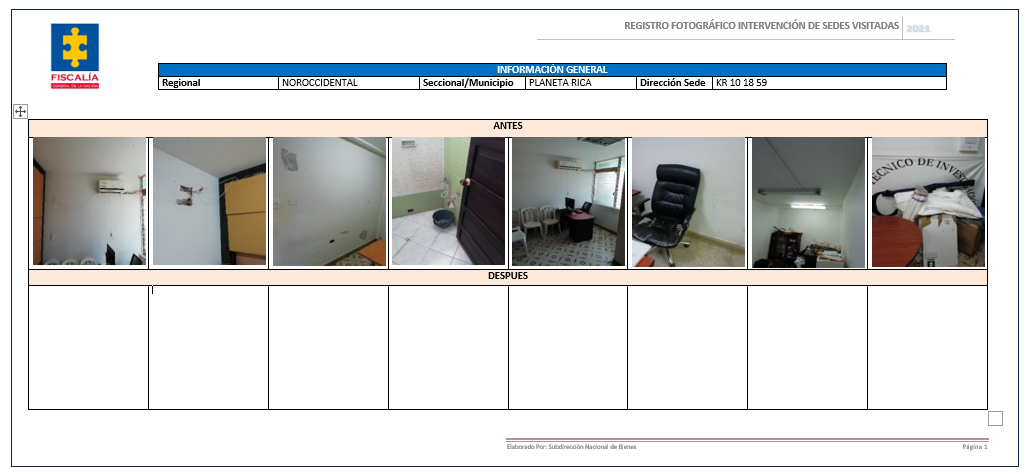 REGISTRO FOTOGRÁFICO INTERVENCIÓN DE SEDES VISITADAS 2021
FISCALÍA
GENERAL DE LA NACIÓN
INFORMACIÓN GENERAL
Regional NOROCCIDENTAL Seccional/Municipio PLANETA RICA Dirección Sede KR 10 18 59
ANTES
TECNICO DE INVES
DESPUES
Elaborado Por: Subdirección Nacional de Bienes Página 1